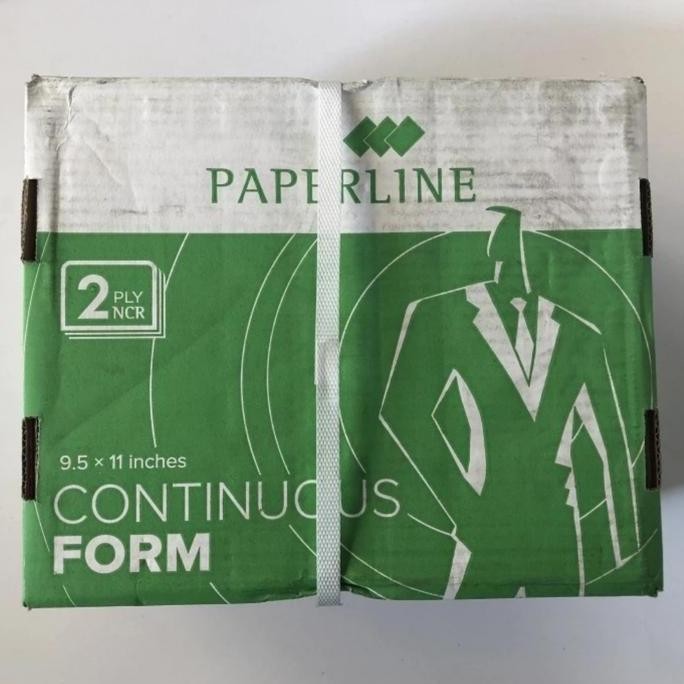 PAPERLINE
2 PLY
NCR
9.5 × 11 inches
CONTINUOUS
FORM